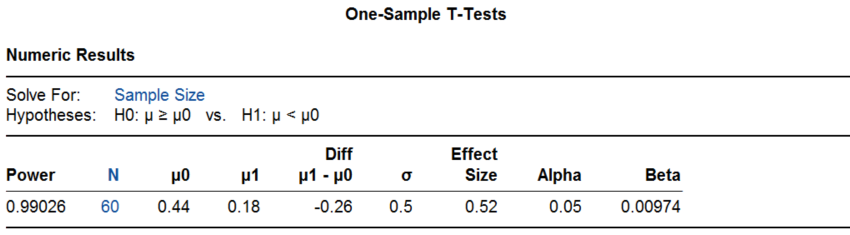 One-Sample T-Tests
Numeric Results
Solve For: Sample Size
Hypotheses: H0: μ ≥ μ0 vs. H1: μ < μ0
Diff Effect
Power N μ0 μ1 μ1 - μ0 σ Size Alpha Beta
0.99026 60 0.44 0.18 -0.26 0.5 0.52 0.05 0.00974